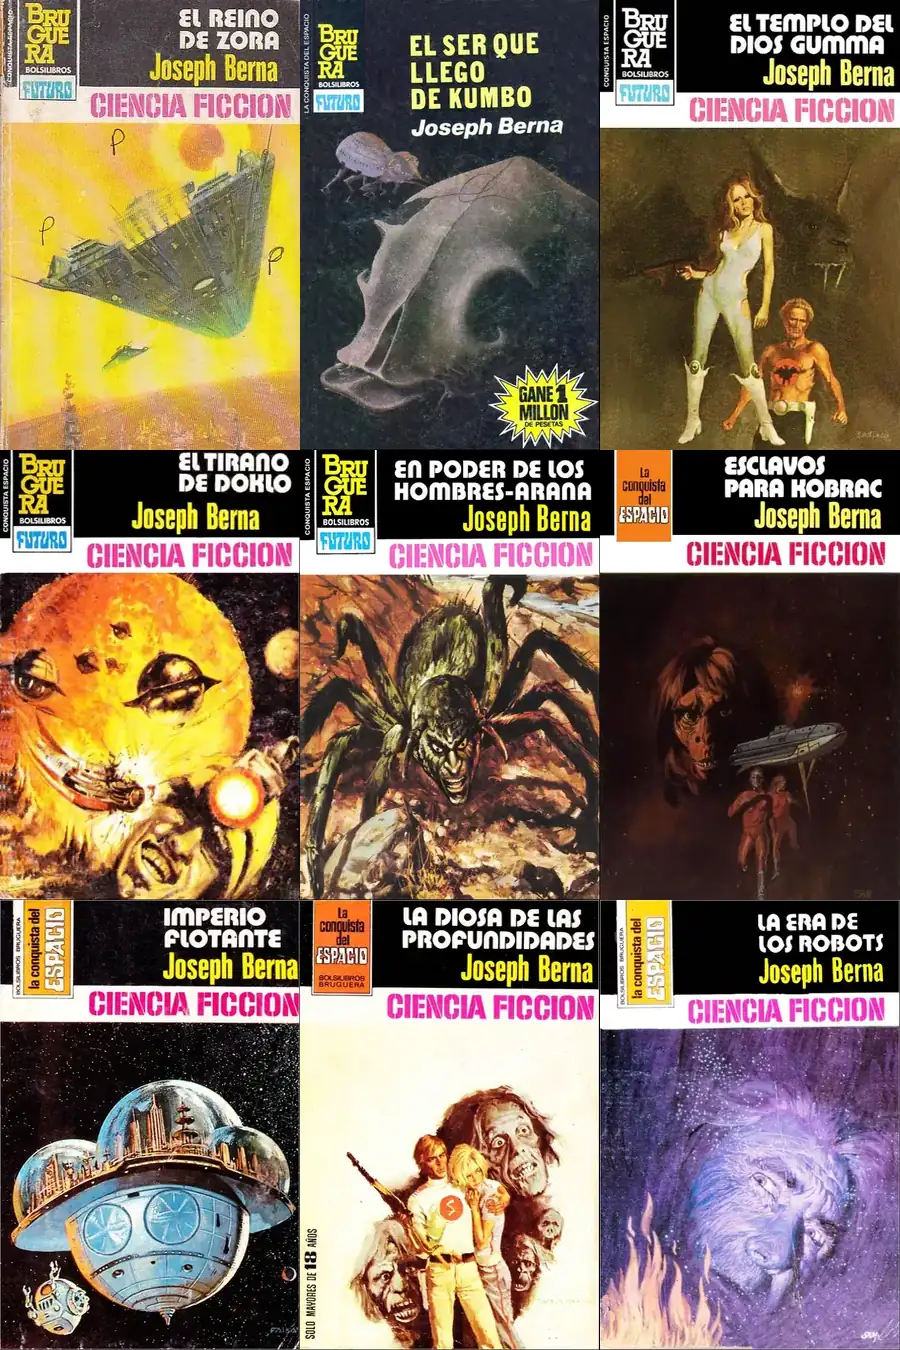 CONQUISTA ESPACIO
BRU
GUE
RA
BOLSILIBROS
FUTURO
EL REINO
DE ZORA
Joseph Berna
CIENCIA FICCION
P
P
P
LA CONQUISTA DEL ESPACIO
BRU
GUE
RA
BOLSILIBROS
FUTURO
EL SER QUE
LLEGO
DE KUMBO
Joseph Berna
GANE 1
MILLON
DE PESETAS
CONQUISTA ESPACIO
BRU
GUE
RA
BOLSILIBROS
FUTURO
EL TEMPLO DEL
DIOS GUMMA
Joseph Berna
CIENCIA FICCION
CONQUISTA ESPACIO
BRU
GUE
RA
BOLSILIBROS
FUTURO
EL TIRANO
DE DOKLO
Joseph Berna
CIENCIA FICCION
CONQUISTA ESPACIO
BRU
GUE
RA
BOLSILIBROS
FUTURO
EN PODER DE LOS
HOMBRES-ARANA
Joseph Berna
CIENCIA FICCION
La
conquista
del
ESPACIO
ESCLAVOS
PARA KOBRAC
Joseph Berna
CIENCIA FICCION
BOLSILIBROS BRUGUERA
la conquista del
ESPACIO
IMPERIO
FLOTANTE
Joseph Berna
CIENCIA FICCION
La
conquista
del
ESPACIO
BOLSILIBROS
BRUGUERA
LA DIOSA DE LAS
PROFUNDIDADES
Joseph Berna
CIENCIA FICCION
S
SOLO MAYORES DE 18 AÑOS
BOLSILIBROS BRUGUERA
la conquista del
ESPACIO
LA ERA DE
LOS ROBOTS
Joseph Berna
CIENCIA FICCION